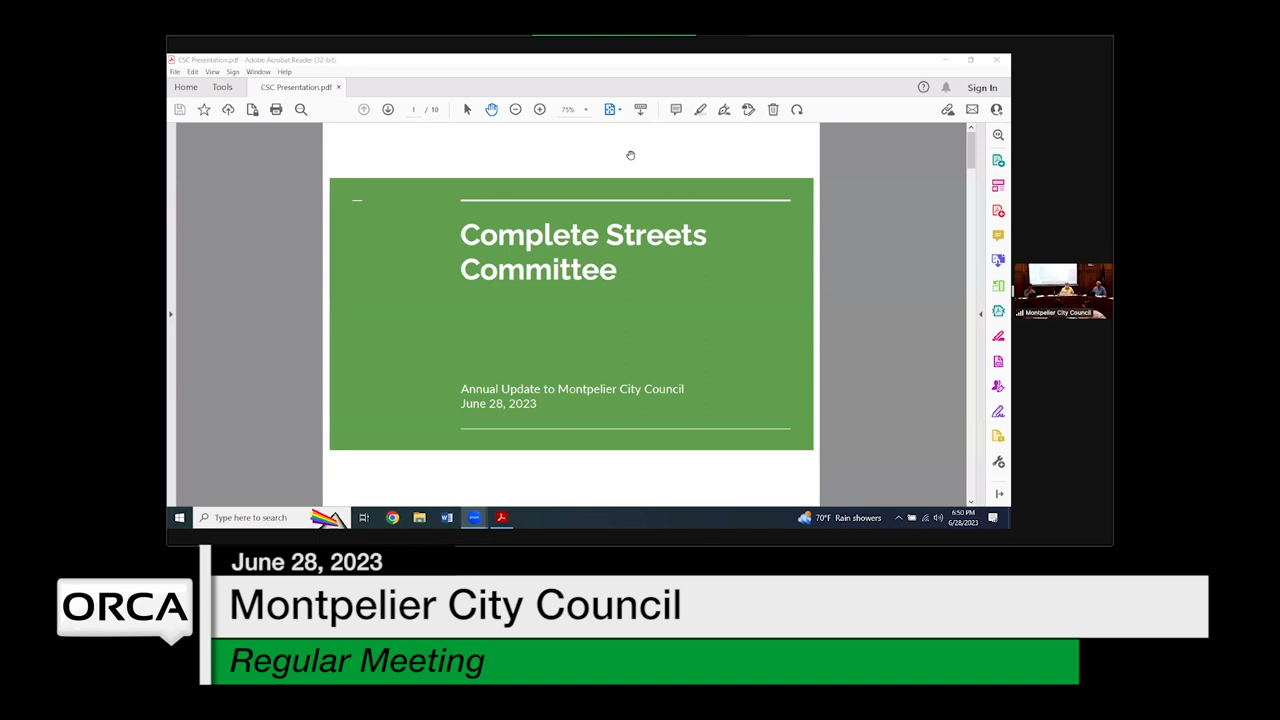 CSC Presentation.pdf - Adobe Acrobat Reader (32-bit)
File Edit View Sign Window Help
Home Tools CSC Presentation.pdf × Sign In
1 / 10 75%
Complete Streets
Committee
Annual Update to Montpelier City Council
June 28, 2023
Montpelier City Council
Type here to search 70°F Rain showers 6:50 PM
6/28/2023
June 28, 2023
ORCA Montpelier City Council
Regular Meeting